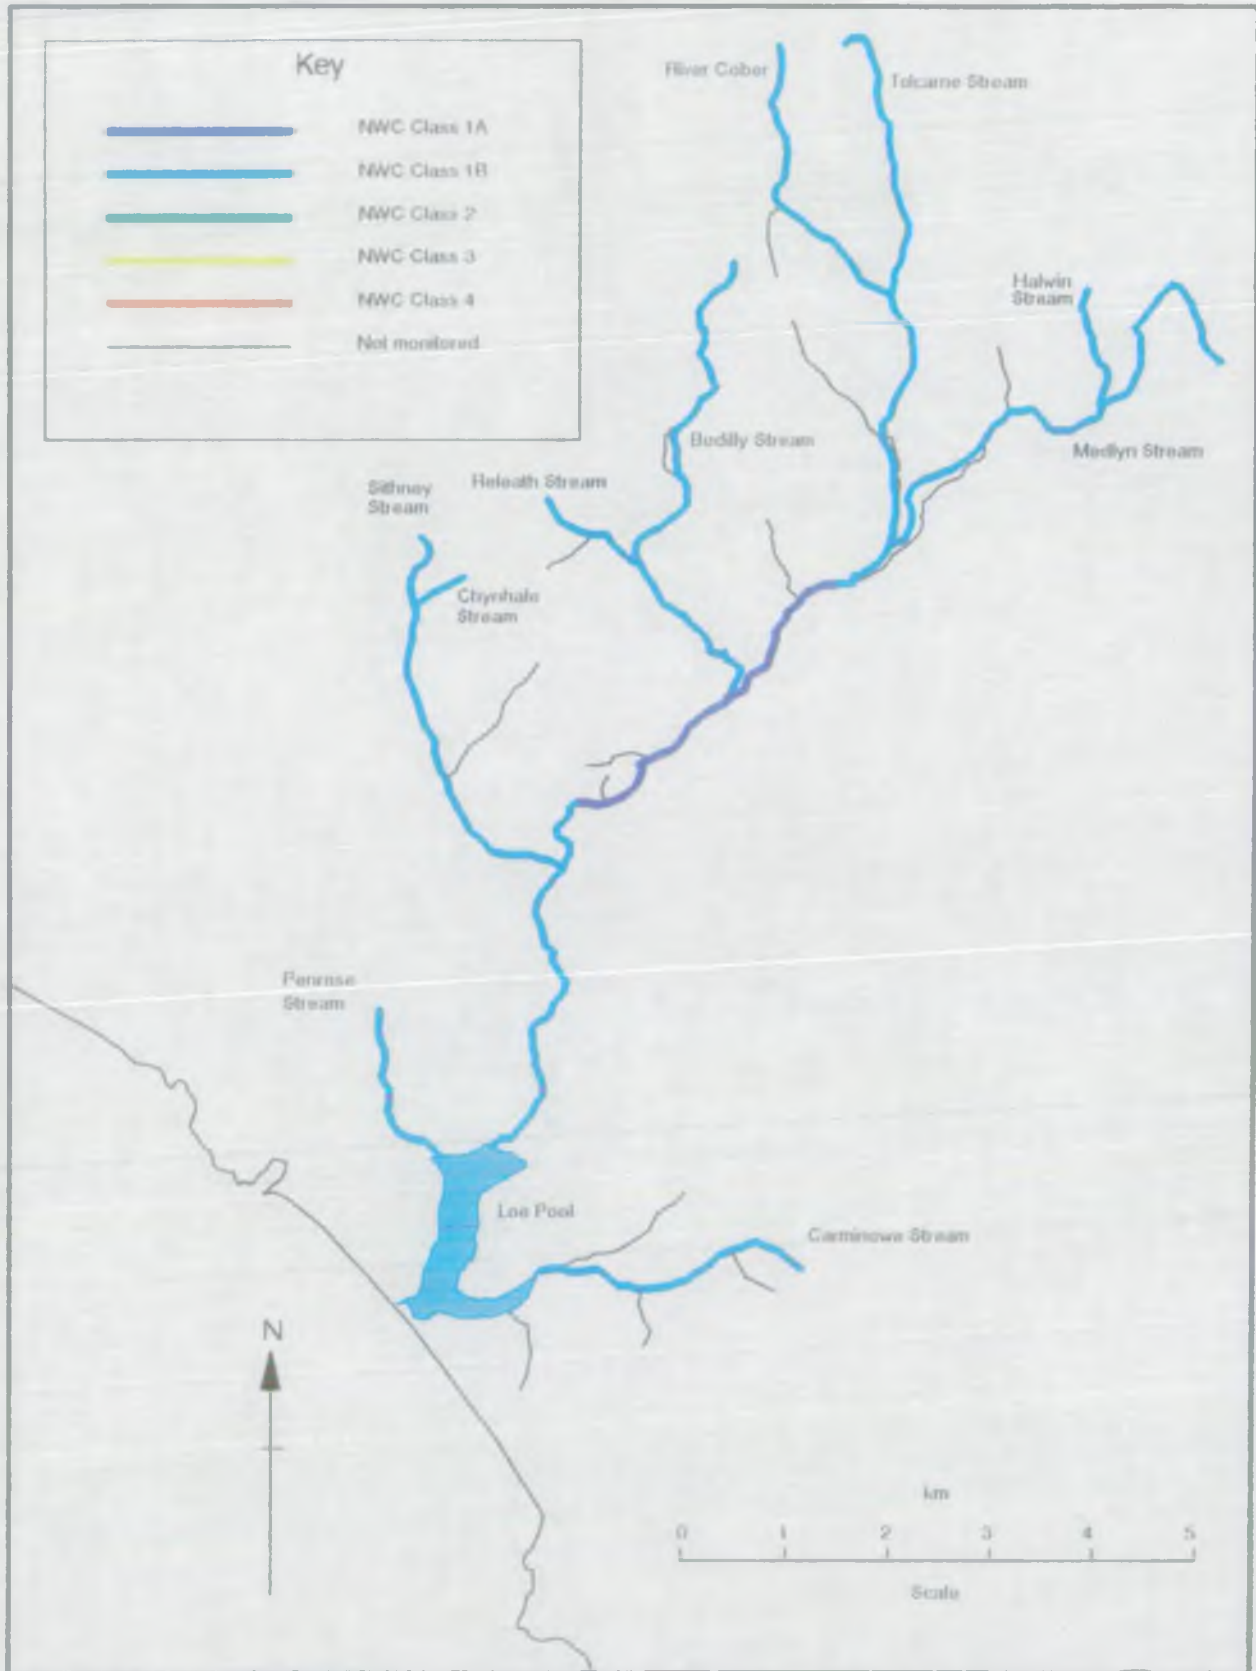 Key
NWC Class 1A
NWC Class 1B
NWC Class 2
NWC Class 3
NWC Class 4
Not monitored
River Cober
Tolcarne Stream
Halwin
Stream
Bodilly Stream
Medlyn Stream
Sithney
Stream
Releath Stream
Chynhale
Stream
Penrose
Stream
Loe Pool
Carminowe Stream
N
km
0 1 2 3 4 5
Scale